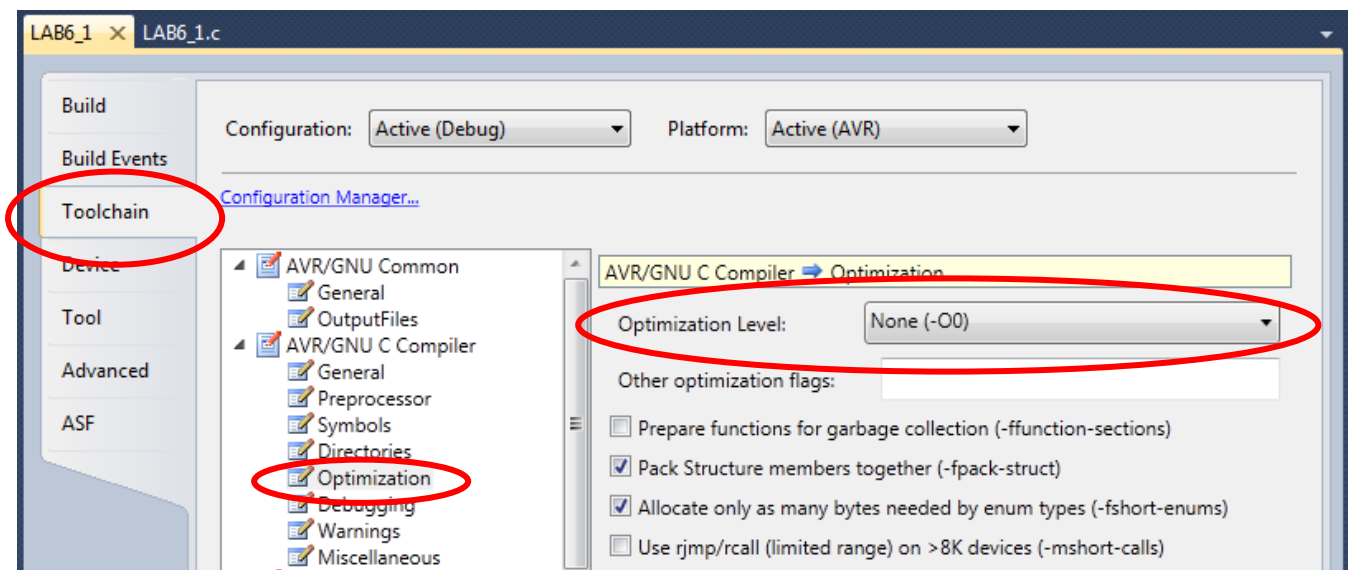 LAB6_1 LAB6_1.c
Build
Build Events
Toolchain
Device
Tool
Advanced
ASF
Configuration: Active (Debug) Platform: Active (AVR)
Configuration Manager...
AVR/GNU Common
General
OutputFiles
AVR/GNU C Compiler
General
Preprocessor
Symbols
Directories
Optimization
Debugging
Warnings
Miscellaneous
AVR/GNU C Compiler ➡ Optimization
Optimization Level: None (-O0)
Other optimization flags:
Prepare functions for garbage collection (-ffunction-sections)
Pack Structure members together (-fpack-struct)
Allocate only as many bytes needed by enum types (-fshort-enums)
Use rjmp/rcall (limited range) on >8K devices (-mshort-calls)